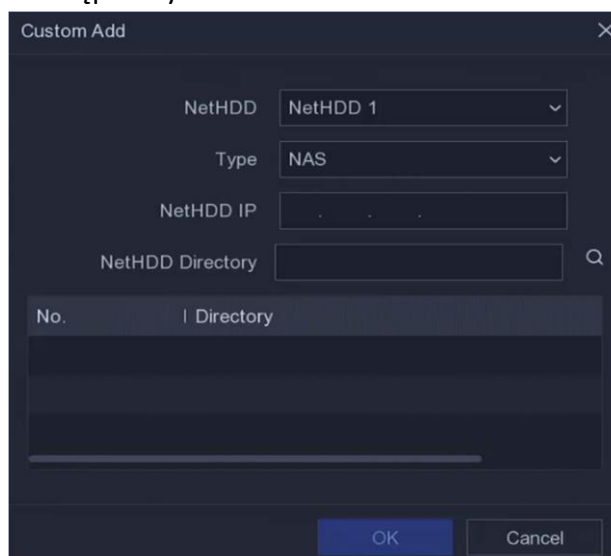 Custom Add
NetHDD NetHDD 1
Type NAS
NetHDD IP . . .
NetHDD Directory
No. Directory
OK Cancel